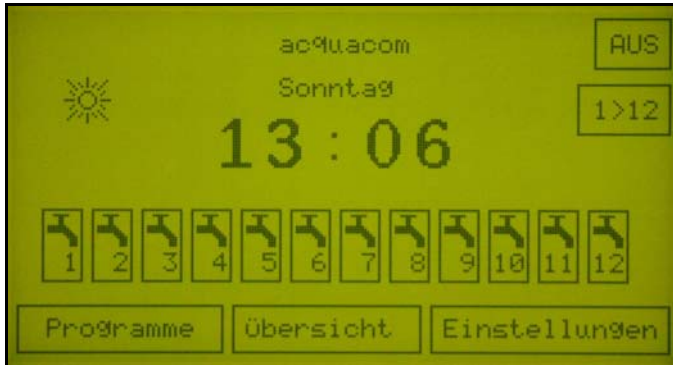 acquacom
AUS
Sonntag
1>12
13:06
1 2 3 4 5 6 7 8 9 10 11 12
Programme
Übersicht
Einstellungen